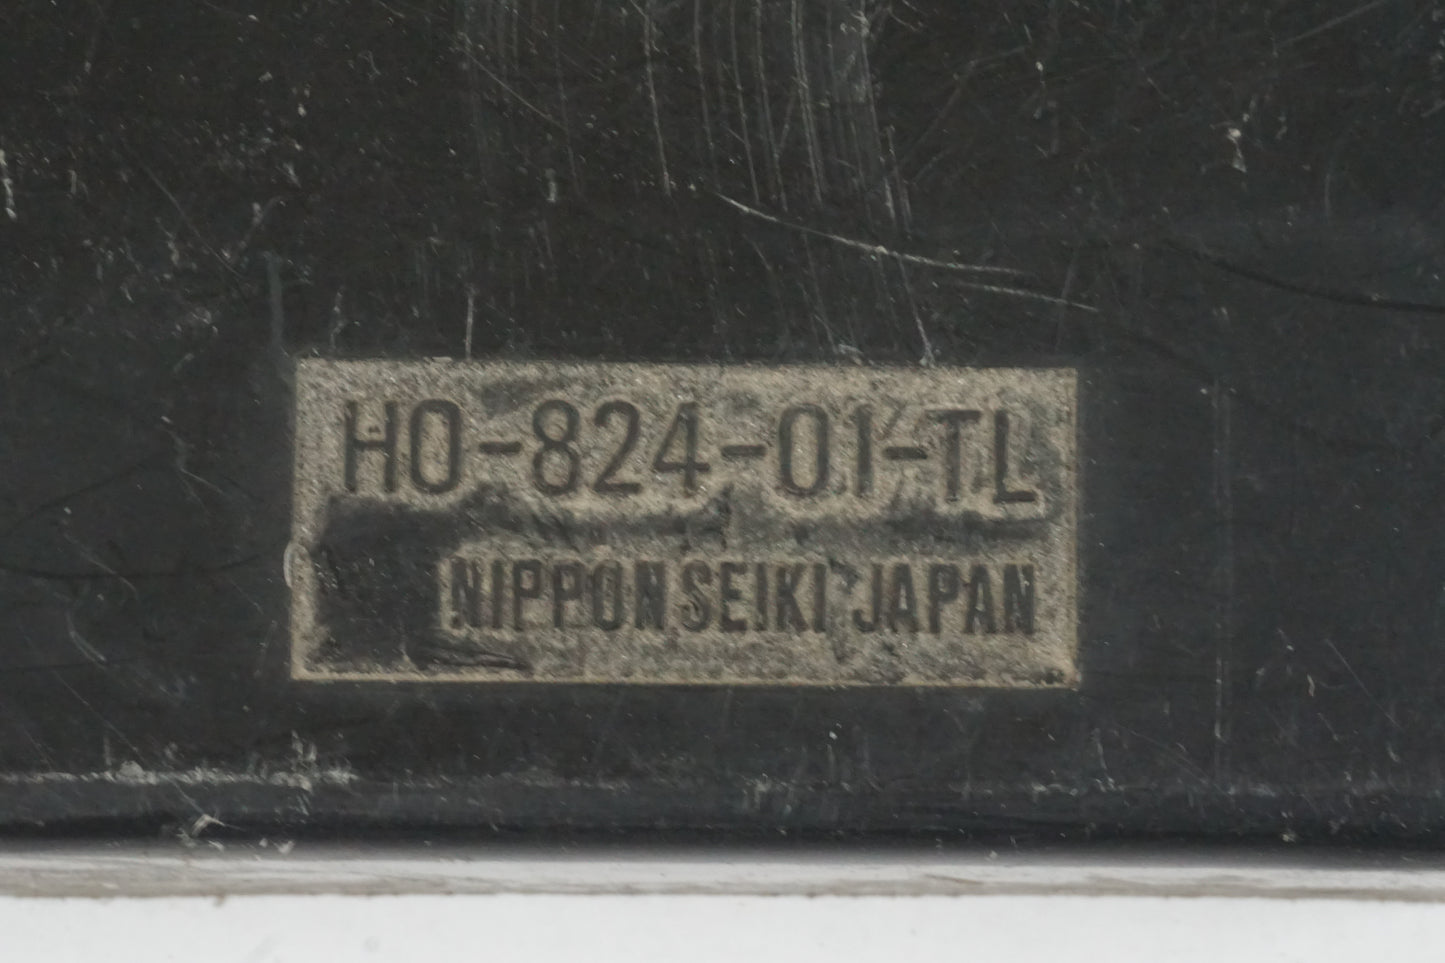 HO-824-01-TL
NIPPON SEIKI JAPAN